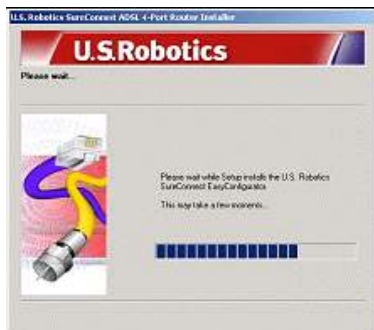 U.S. Robotics SureConnect ADSL 4-Port Router Installer
U.S.Robotics
Please wait...
Please wait while Setup installs the U.S. Robotics
SureConnect EasyConfigurator.
This may take a few moments...